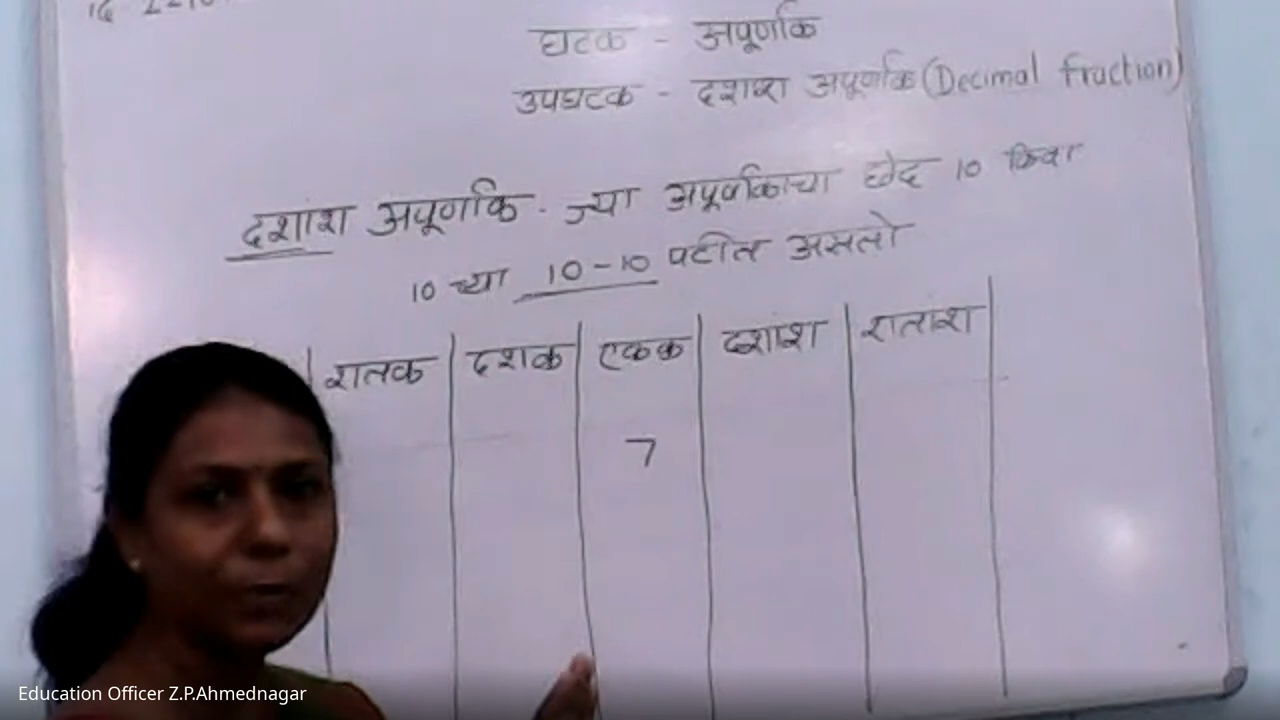 घटक - अपूर्णांक
उपघटक - दशांश अपूर्णांक (Decimal fraction)
दशांश अपूर्णांक - ज्या अपूर्णांकाचा छेद 10 किंवा
10 च्या 10-10 पटीत असतो
शतक दशक एकक दशांश शतांश
7
Education Officer Z.P.Ahmednagar